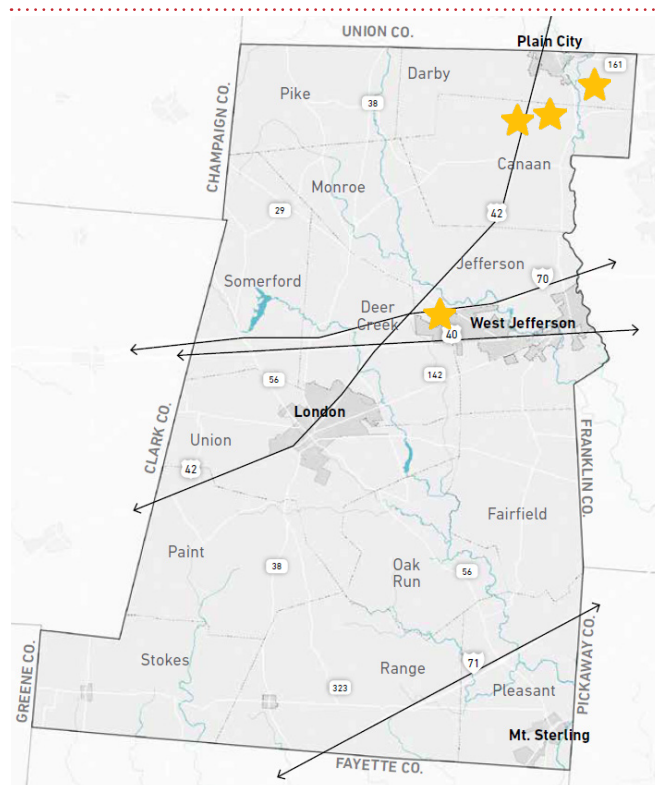 UNION CO.
Plain City
161
Darby
Pike
38
CHAMPAIGN CO.
Canaan
Monroe
29
42
Jefferson
70
Somerford
Deer
Creek
40
West Jefferson
56
142
London
CLARK CO.
Union
42
FRANKLIN CO.
Fairfield
Paint
38
Oak
Run
56
GREENE CO.
Stokes
Range
71
323
Pleasant
PICKAWAY CO.
Mt. Sterling
FAYETTE CO.